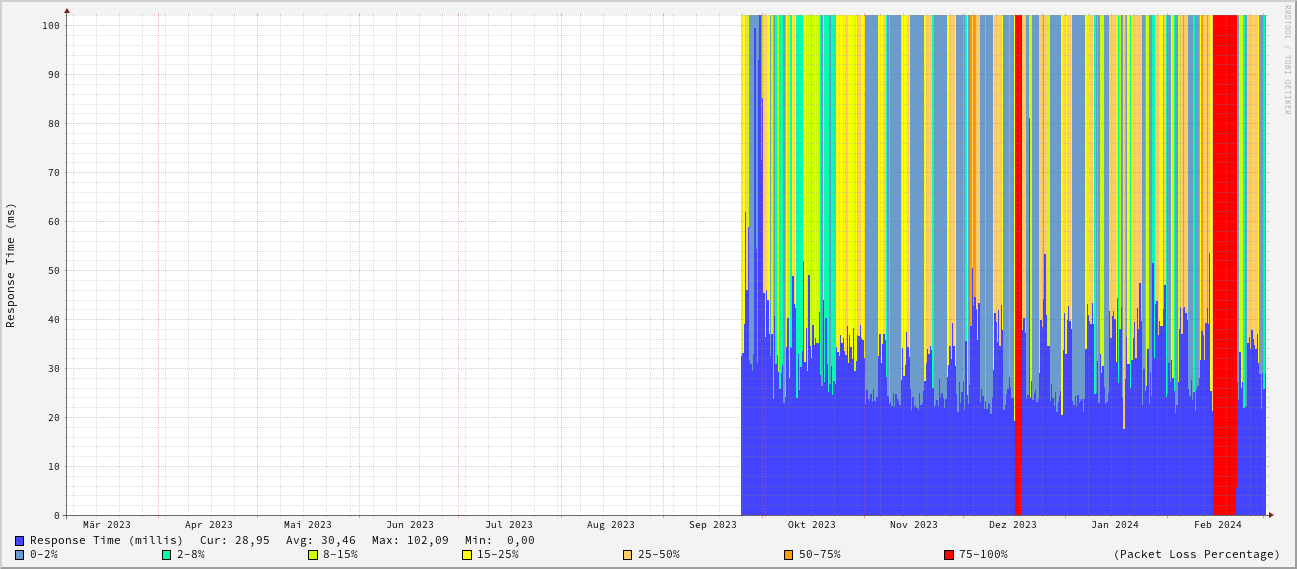 RRDTOOL / TOBI OETIKER
Response Time (ms)
100
90
80
70
60
50
40
30
20
10
0
Mär 2023 Apr 2023 Mai 2023 Jun 2023 Jul 2023 Aug 2023 Sep 2023 Okt 2023 Nov 2023 Dez 2023 Jan 2024 Feb 2024
Response Time (millis) Cur: 28,95 Avg: 30,46 Max: 102,09 Min: 0,00
0-2% 2-8% 8-15% 15-25% 25-50% 50-75% 75-100% (Packet Loss Percentage)